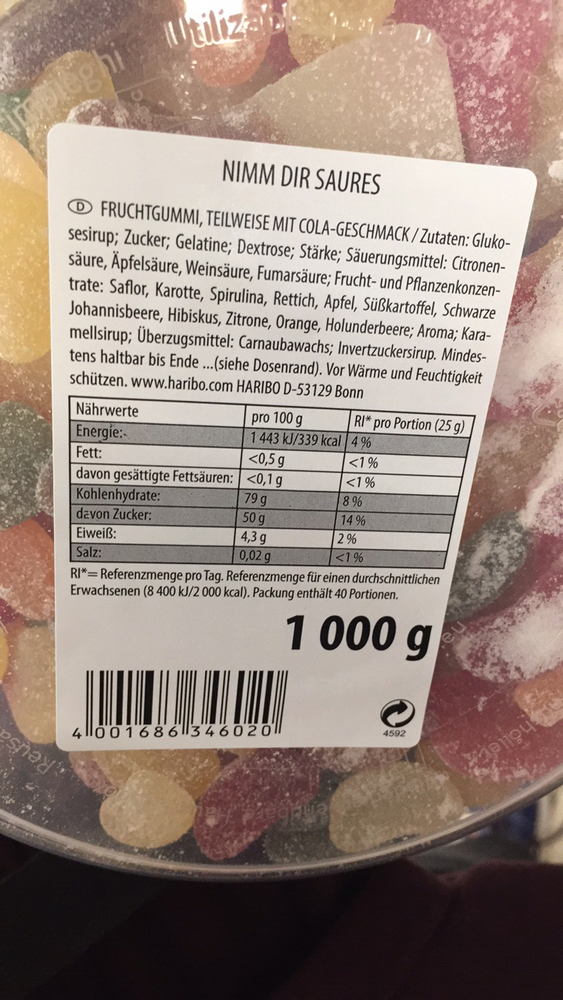 Utiliz
NIMM DIR SAURES
D FRUCHTGUMMI, TEILWEISE MIT COLA-GESCHMACK / Zutaten: Gluko-
sesirup; Zucker; Gelatine; Dextrose; Stärke; Säuerungsmittel: Citronen-
säure, Äpfelsäure, Weinsäure, Fumarsäure; Frucht- und Pflanzenkonzen-
trate: Saflor, Karotte, Spirulina, Rettich, Apfel, Süßkartoffel, Schwarze
Johannisbeere, Hibiskus, Zitrone, Orange, Holunderbeere; Aroma; Kara-
mellsirup; Überzugsmittel: Carnaubawachs; Invertzuckersirup. Mindes-
tens haltbar bis Ende ...(siehe Dosenrand). Vor Wärme und Feuchtigkeit
schützen. www.haribo.com HARIBO D-53129 Bonn
Nährwerte pro 100 g RI* pro Portion (25 g)
Energie: 1 443 kJ/339 kcal 4 %
Fett: <0,5 g <1 %
davon gesättigte Fettsäuren: <0,1 g <1 %
Kohlenhydrate: 79 g 8 %
davon Zucker: 50 g 14 %
Eiweiß: 4,3 g 2 %
Salz: 0,02 g <1 %
RI*= Referenzmenge pro Tag. Referenzmenge für einen durchschnittlichen
Erwachsenen (8 400 kJ/2 000 kcal). Packung enthält 40 Portionen.
1 000 g
4 001686 346020
4592